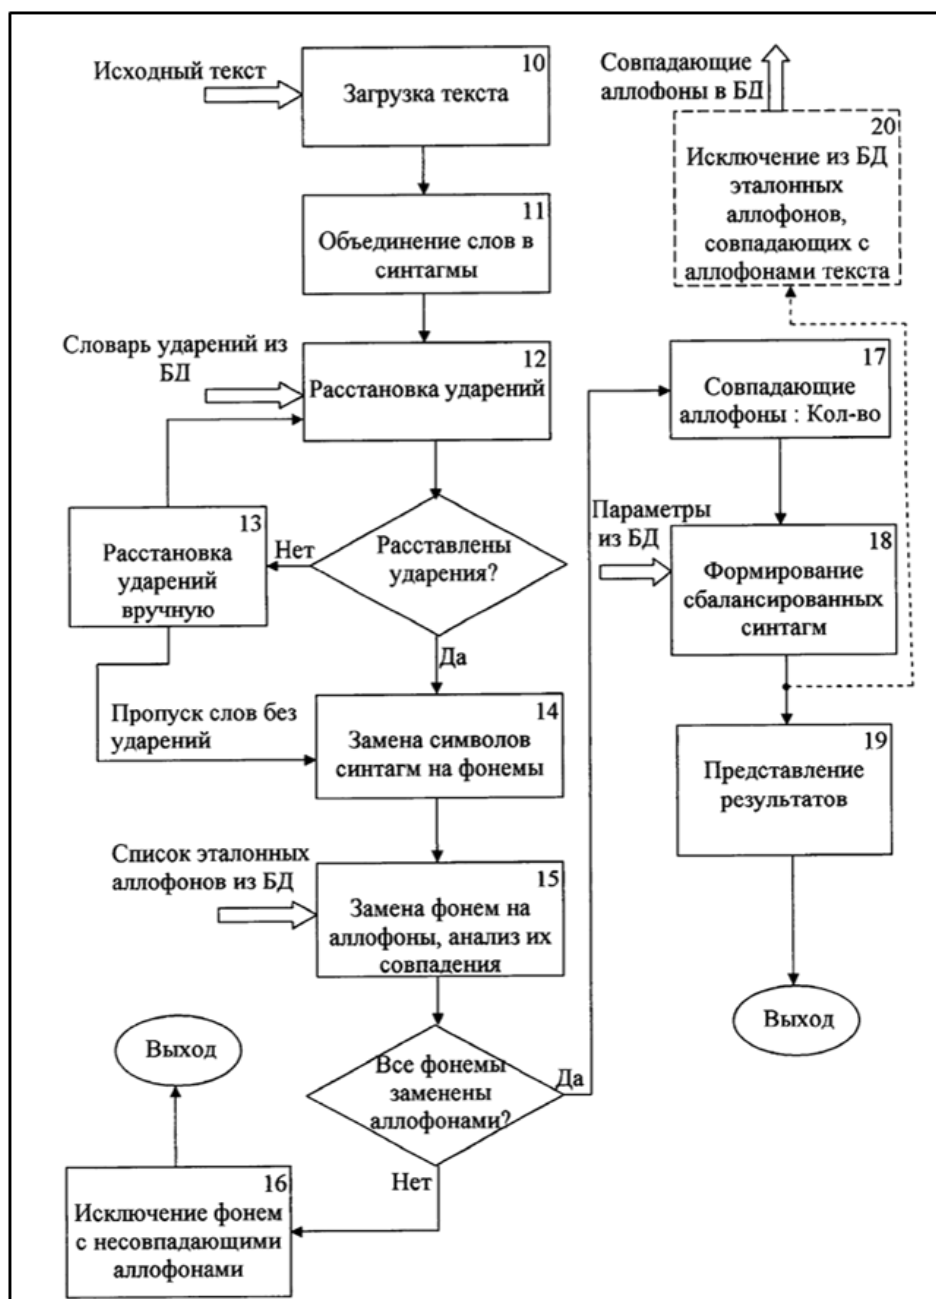 Исходный текст
10
Загрузка текста
11
Объединение слов в
синтагмы
Словарь ударений из
БД
12
Расстановка ударений
13
Расстановка
ударений
вручную
Нет
Расставлены
ударения?
Да
Пропуск слов без
ударений
14
Замена символов
синтагм на фонемы
Список эталонных
аллофонов из БД
15
Замена фонем на
аллофоны, анализ их
совпадения
Все фонемы
заменены
аллофонами?
Да
Нет
16
Исключение фонем
с несовпадающими
аллофонами
Выход
Совпадающие
аллофоны в БД
20
Исключение из БД
эталонных
аллофонов,
совпадающих с
аллофонами текста
17
Совпадающие
аллофоны : Кол-во
Параметры
из БД
18
Формирование
сбалансированных
синтагм
19
Представление
результатов
Выход